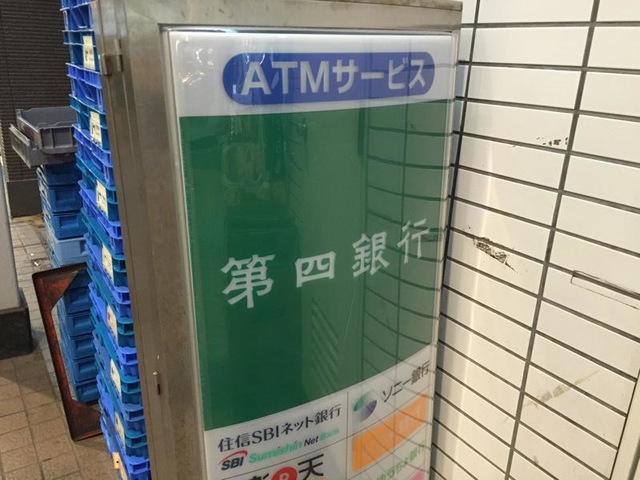 ATMサービス
第四銀行
住信SBIネット銀行
ソニー銀行
SBI Sumishin Net Bank
天